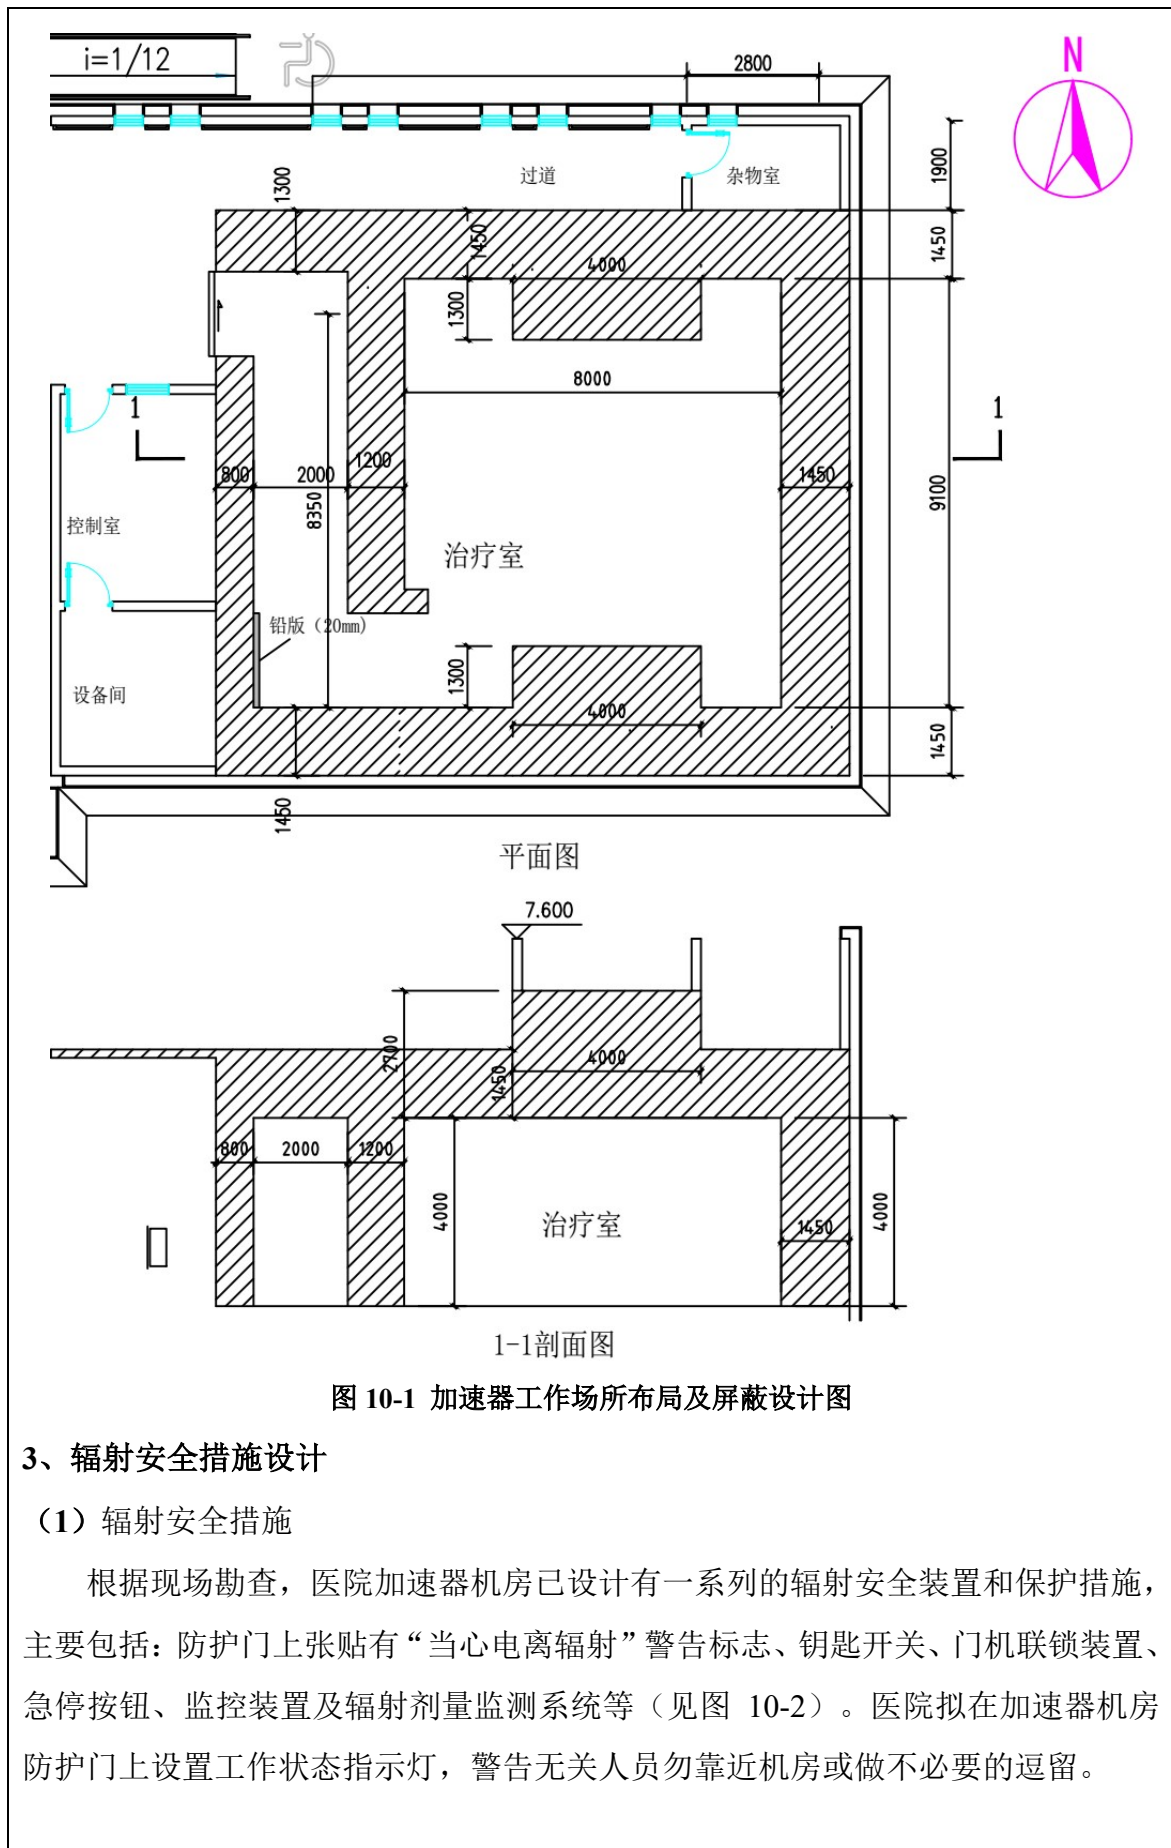 i=1/12
N
2800
1300
过道
杂物室
1900
1450
1450
4000
1300
8000
1
1
800
2000
1200
1450
8350
9100
控制室
治疗室
铅版（20mm)
1300
设备间
4000
1450
1450
平面图
7.600
2700
1450
4000
800
2000
1200
4000
治疗室
1450
4000
1-1剖面图
图 10-1 加速器工作场所布局及屏蔽设计图
3、辐射安全措施设计
（1）辐射安全措施
根据现场勘查，医院加速器机房已设计有一系列的辐射安全装置和保护措施，
主要包括：防护门上张贴有“当心电离辐射”警告标志、钥匙开关、门机联锁装置、
急停按钮、监控装置及辐射剂量监测系统等（见图 10-2）。医院拟在加速器机房
防护门上设置工作状态指示灯，警告无关人员勿靠近机房或做不必要的逗留。